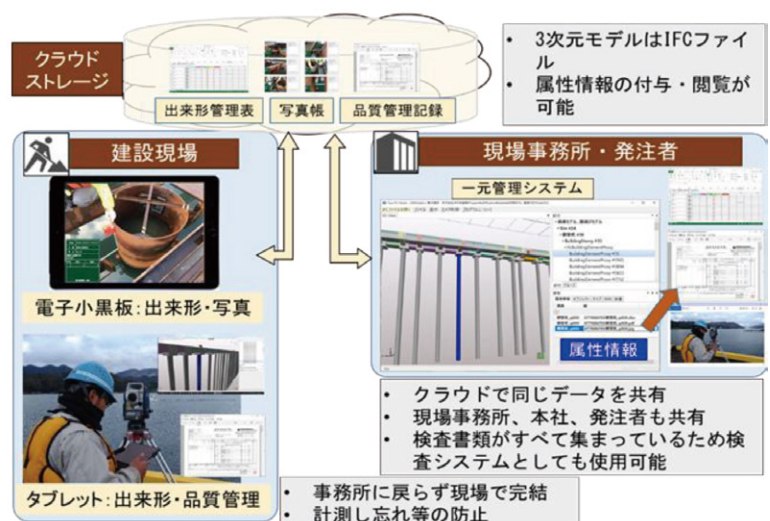 クラウド
ストレージ
出来形管理表
写真帳
品質管理記録
・ 3次元モデルはIFCファイ
ル
・ 属性情報の付与・閲覧が
可能
建設現場
電子小黒板:出来形・写真
タブレット:出来形・品質管理
現場事務所・発注者
一元管理システム
属性情報
・ クラウドで同じデータを共有
・ 現場事務所、本社、発注者も共有
・ 検査書類がすべて集まっているため検
査システムとしても使用可能
・ 事務所に戻らず現場で完結
・ 計測し忘れ等の防止